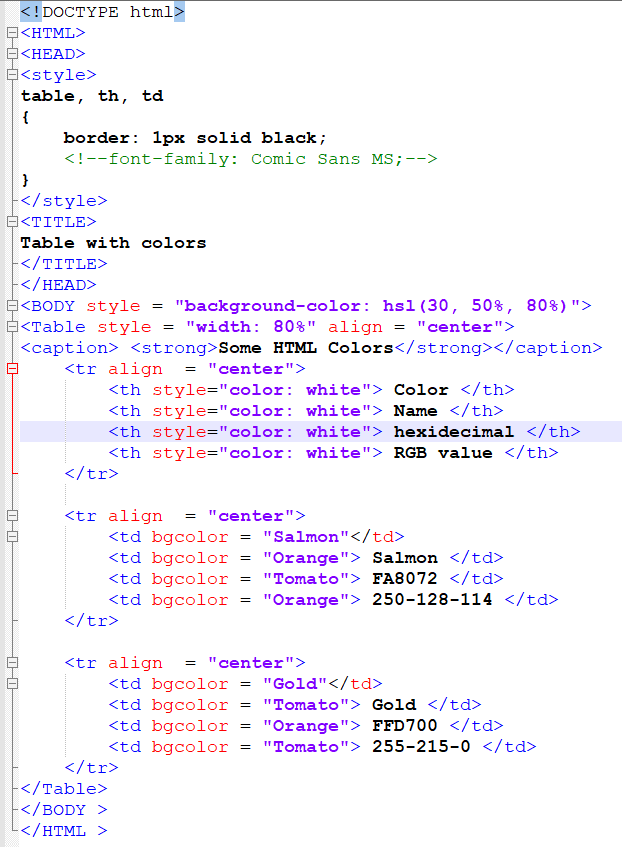 <!DOCTYPE html>
<HTML>
<HEAD>
<style>
table, th, td
{
    border: 1px solid black;
    <!--font-family: Comic Sans MS;-->
}
</style>
<TITLE>
Table with colors
</TITLE>
</HEAD>
<BODY style = "background-color: hsl(30, 50%, 80%)">
<Table style = "width: 80%" align = "center">
<caption> <strong>Some HTML Colors</strong></caption>
    <tr align  = "center">
        <th style="color: white"> Color </th>
        <th style="color: white"> Name </th>
        <th style="color: white"> hexidecimal </th>
        <th style="color: white"> RGB value </th>
    </tr>

    <tr align  = "center">
        <td bgcolor = "Salmon"</td>
        <td bgcolor = "Orange"> Salmon </td>
        <td bgcolor = "Tomato"> FA8072 </td>
        <td bgcolor = "Orange"> 250-128-114 </td>
    </tr>

    <tr align  = "center">
        <td bgcolor = "Gold"</td>
        <td bgcolor = "Tomato"> Gold </td>
        <td bgcolor = "Orange"> FFD700 </td>
        <td bgcolor = "Tomato"> 255-215-0 </td>
    </tr>
</Table>
</BODY >
</HTML >